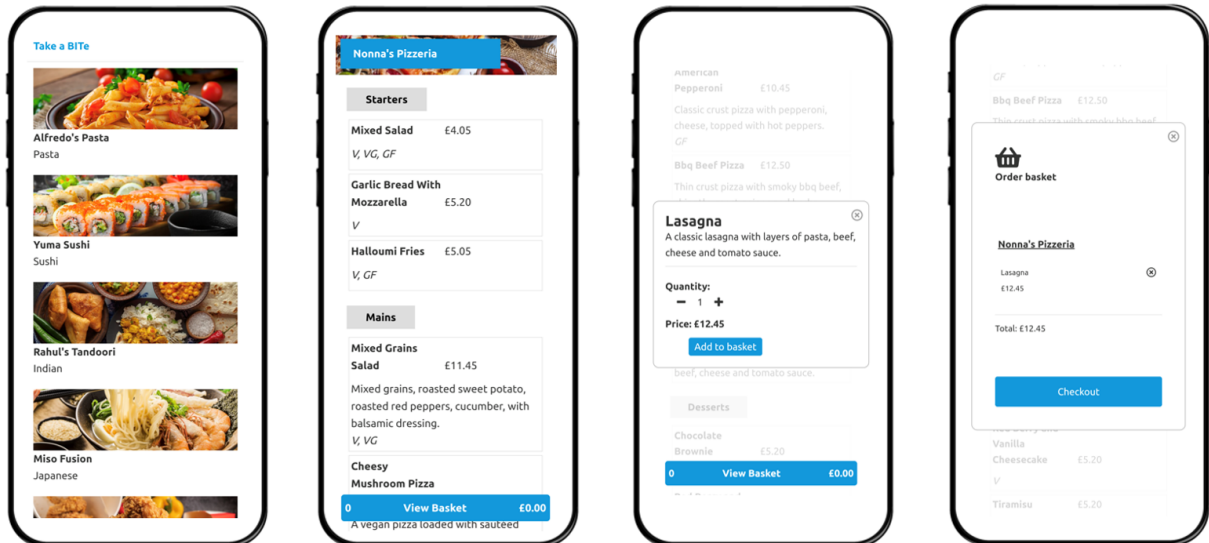 Take a BITe
Alfredo's Pasta
Pasta
Yuma Sushi
Sushi
Rahul's Tandoori
Indian
Miso Fusion
Japanese
Nonna's Pizzeria
Starters
Mixed Salad £4.05
V, VG, GF
Garlic Bread With
Mozzarella £5.20
V
Halloumi Fries £5.05
V, GF
Mains
Mixed Grains
Salad £11.45
Mixed grains, roasted sweet potato,
roasted red peppers, cucumber, with
balsamic dressing.
V, VG
Cheesy
Mushroom Pizza
0 View Basket £0.00
A vegan pizza loaded with sauteed
American
Pepperoni £10.45
Classic crust pizza with pepperoni,
cheese, topped with hot peppers.
GF
Bbq Beef Pizza £12.50
Thin crust pizza with smoky bbq beef,
Lasagna
A classic lasagna with layers of pasta, beef,
cheese and tomato sauce.
Quantity:
1
Price: £12.45
Add to basket
beef, cheese and tomato sauce.
Desserts
Chocolate
Brownie £5.20
0 View Basket £0.00
GF
Bbq Beef Pizza £12.50
Thin crust pizza with smoky bbq beef
Order basket
Nonna's Pizzeria
Lasagna
£12.45
Total: £12.45
Checkout
Vanilla
Cheesecake £5.20
V
Tiramisu £5.20